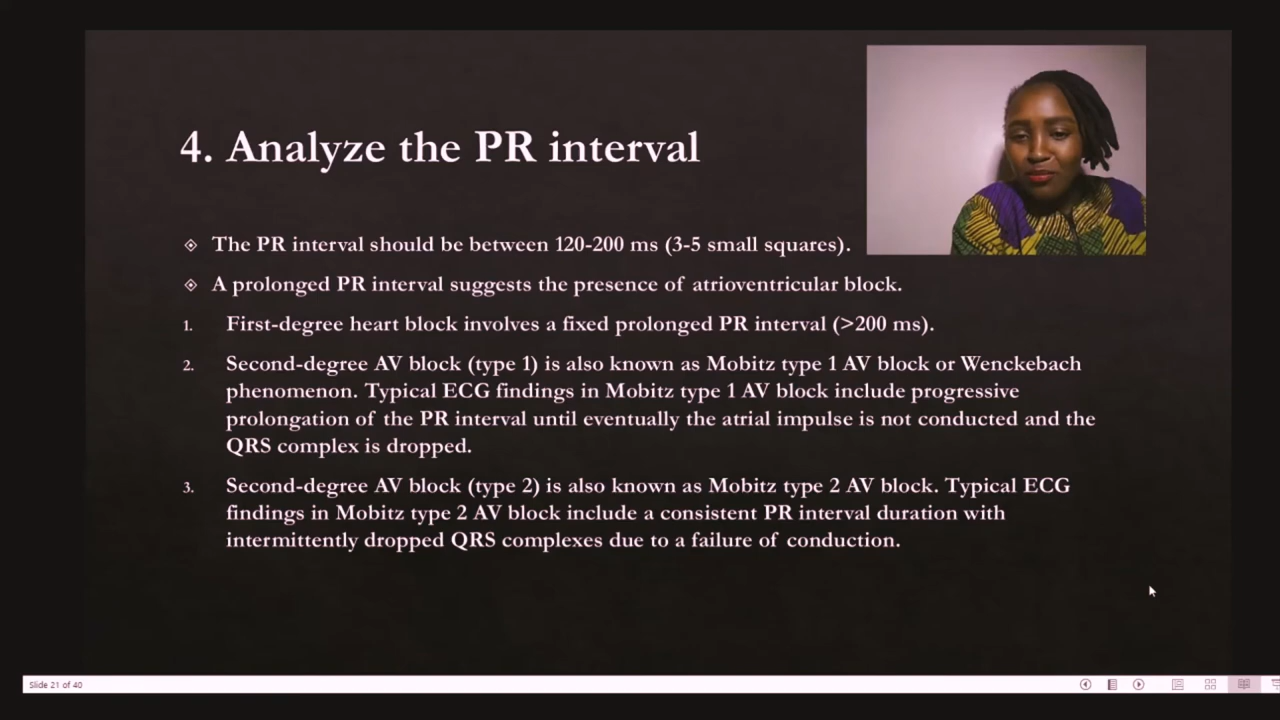 4. Analyze the PR interval
The PR interval should be between 120-200 ms (3-5 small squares).
A prolonged PR interval suggests the presence of atrioventricular block.
1. First-degree heart block involves a fixed prolonged PR interval (>200 ms).
2. Second-degree AV block (type 1) is also known as Mobitz type 1 AV block or Wenckebach
phenomenon. Typical ECG findings in Mobitz type 1 AV block include progressive
prolongation of the PR interval until eventually the atrial impulse is not conducted and the
QRS complex is dropped.
3. Second-degree AV block (type 2) is also known as Mobitz type 2 AV block. Typical ECG
findings in Mobitz type 2 AV block include a consistent PR interval duration with
intermittently dropped QRS complexes due to a failure of conduction.
Slide 21 of 40